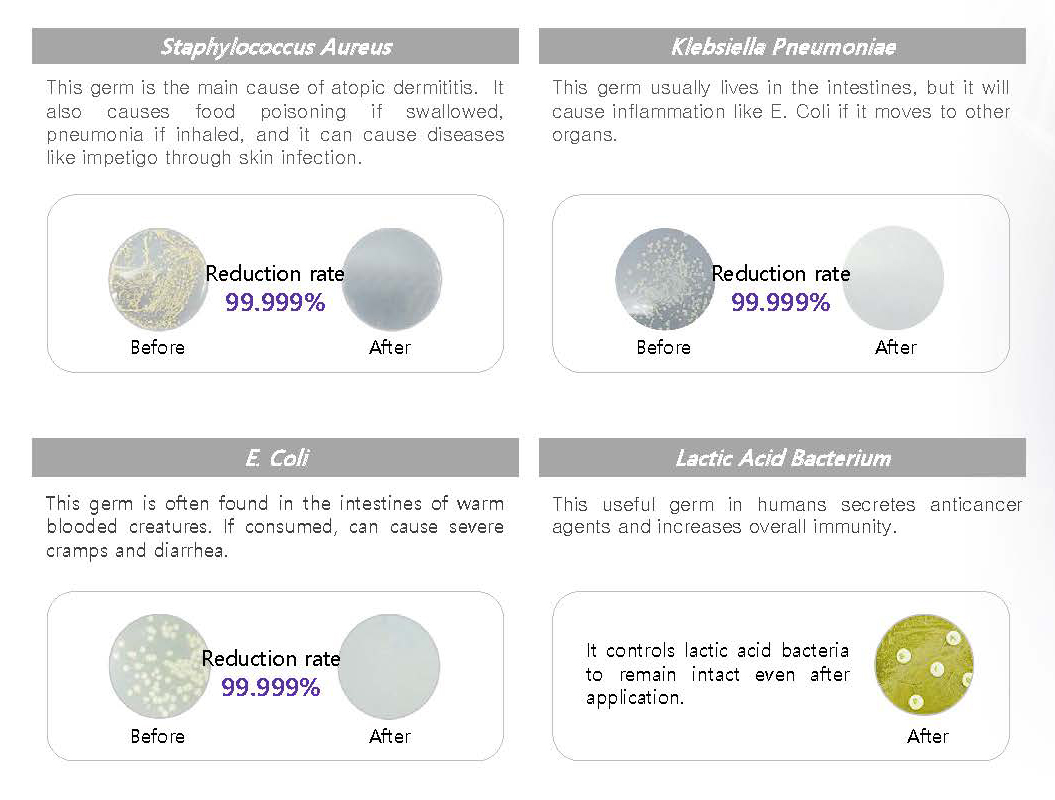 Staphylococcus Aureus
This germ is the main cause of atopic dermititis. It
also causes food poisoning if swallowed,
pneumonia if inhaled, and it can cause diseases
like impetigo through skin infection.
Reduction rate
99.999%
Before
After
Klebsiella Pneumoniae
This germ usually lives in the intestines, but it will
cause inflammation like E. Coli if it moves to other
organs.
Reduction rate
99.999%
Before
After
E. Coli
This germ is often found in the intestines of warm
blooded creatures. If consumed, can cause severe
cramps and diarrhea.
Reduction rate
99.999%
Before
After
Lactic Acid Bacterium
This useful germ in humans secretes anticancer
agents and increases overall immunity.
It controls lactic acid bacteria
to remain intact even after
application.
After